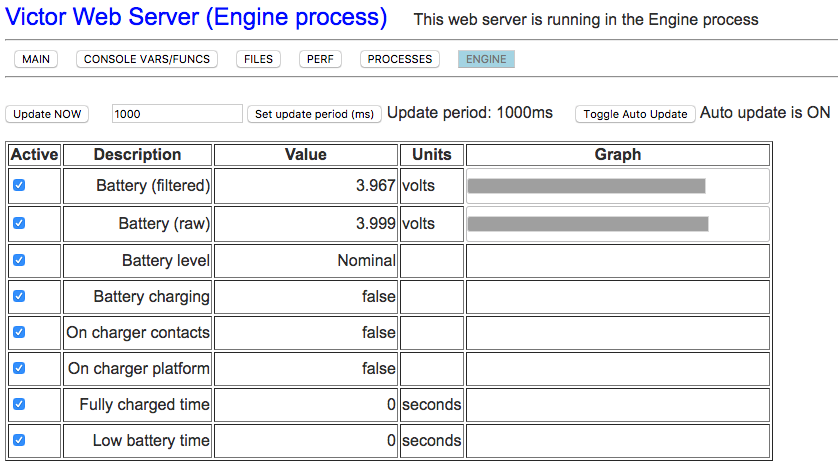 Victor Web Server (Engine process) This web server is running in the Engine process
MAIN CONSOLE VARS/FUNCS FILES PERF PROCESSES ENGINE
Update NOW 1000 Set update period (ms) Update period: 1000ms Toggle Auto Update Auto update is ON
Active Description Value Units Graph
Battery (filtered) 3.967 volts
Battery (raw) 3.999 volts
Battery level Nominal
Battery charging false
On charger contacts false
On charger platform false
Fully charged time 0 seconds
Low battery time 0 seconds